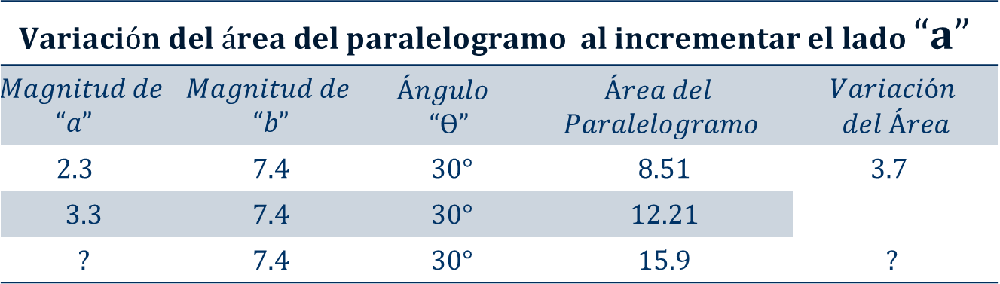 Variación del área del paralelogramo al incrementar el lado “a”
Magnitud de “a” Magnitud de “b” Ángulo “Ɵ” Área del Paralelogramo Variación del Área
2.3 7.4 30° 8.51 3.7
3.3 7.4 30° 12.21
? 7.4 30° 15.9 ?